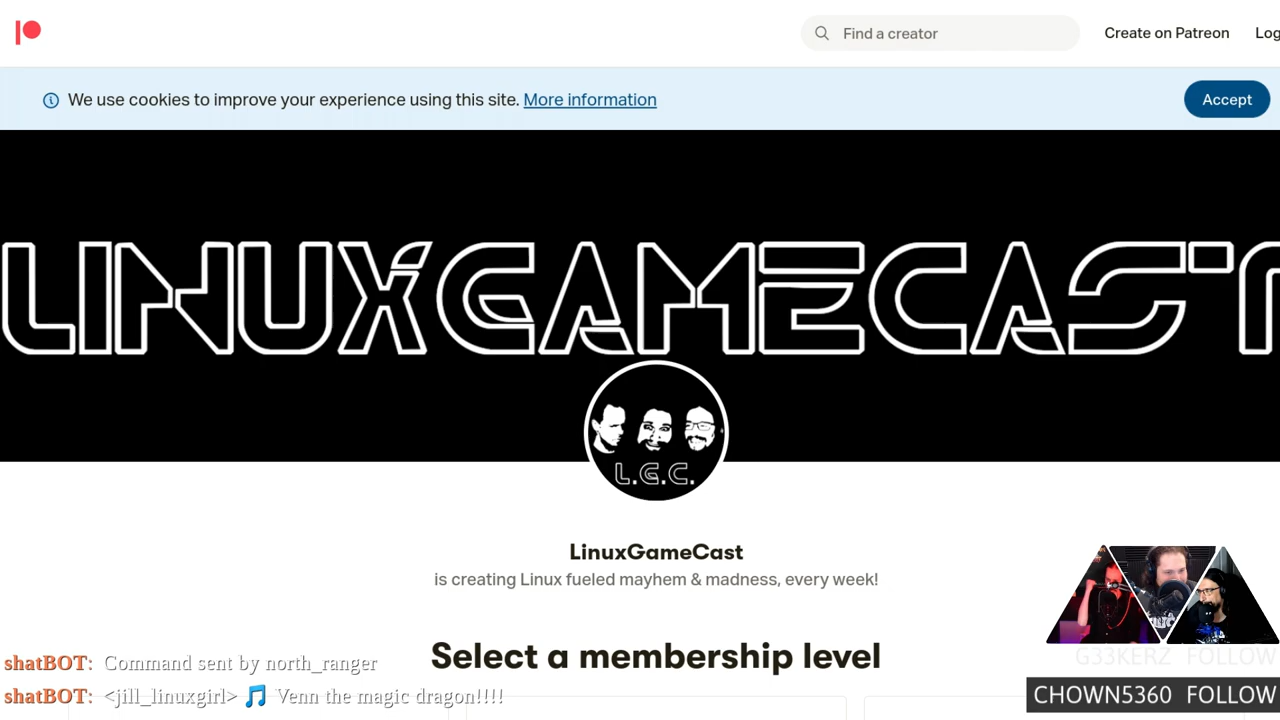 Find a creator
Create on Patreon
Log
We use cookies to improve your experience using this site. More information
Accept
LINUXGAMECAST
L.G.C.
LinuxGameCast
is creating Linux fueled mayhem & madness, every week!
Select a membership level
shatBOT: Command sent by north_ranger
shatBOT: <jill_linuxgirl> 🎵 Venn the magic dragon!!!!
G33KERZ FOLLOW
CHOWN5360 FOLLOW